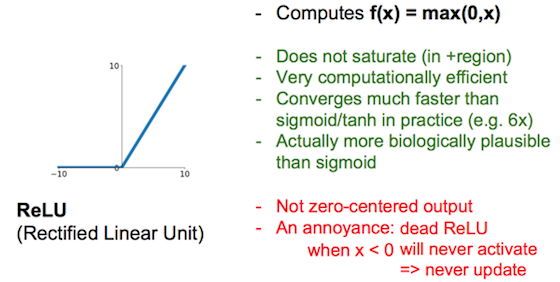 - Computes f(x) = max(0,x)
- Does not saturate (in +region)
- Very computationally efficient
- Converges much faster than
sigmoid/tanh in practice (e.g. 6x)
- Actually more biologically plausible
than sigmoid
10
0
-10
10
ReLU
(Rectified Linear Unit)
- Not zero-centered output
- An annoyance: dead ReLU
when x < 0 will never activate
=> never update